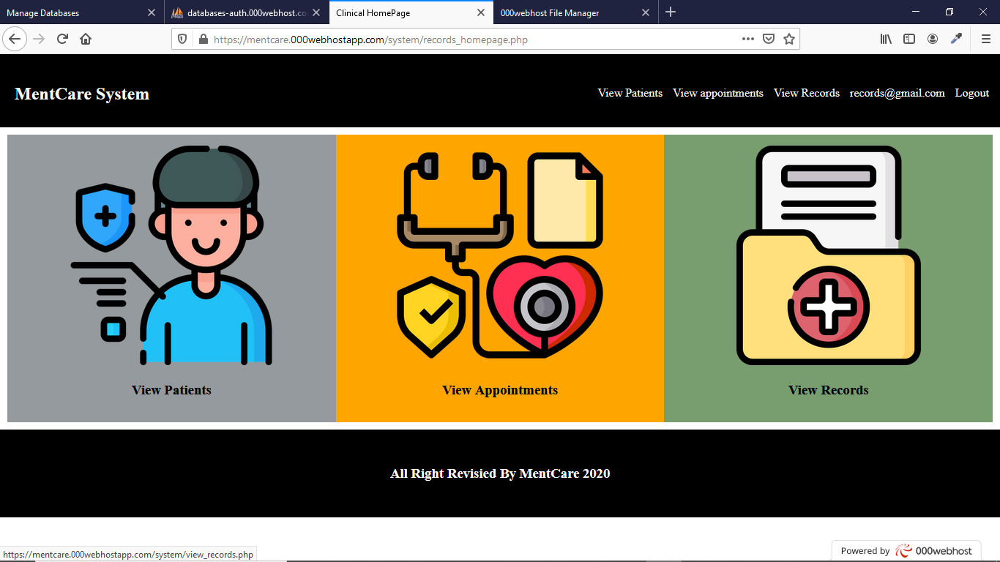 Manage Databases
databases-auth.000webhost.co
Clinical HomePage
000webhost File Manager
https://mentcare.000webhostapp.com/system/records_homepage.php
MentCare System
View Patients View appointments View Records records@gmail.com Logout
View Patients
View Appointments
View Records
All Right Revisied By MentCare 2020
https://mentcare.000webhostapp.com/system/view_records.php
Powered by 000webhost